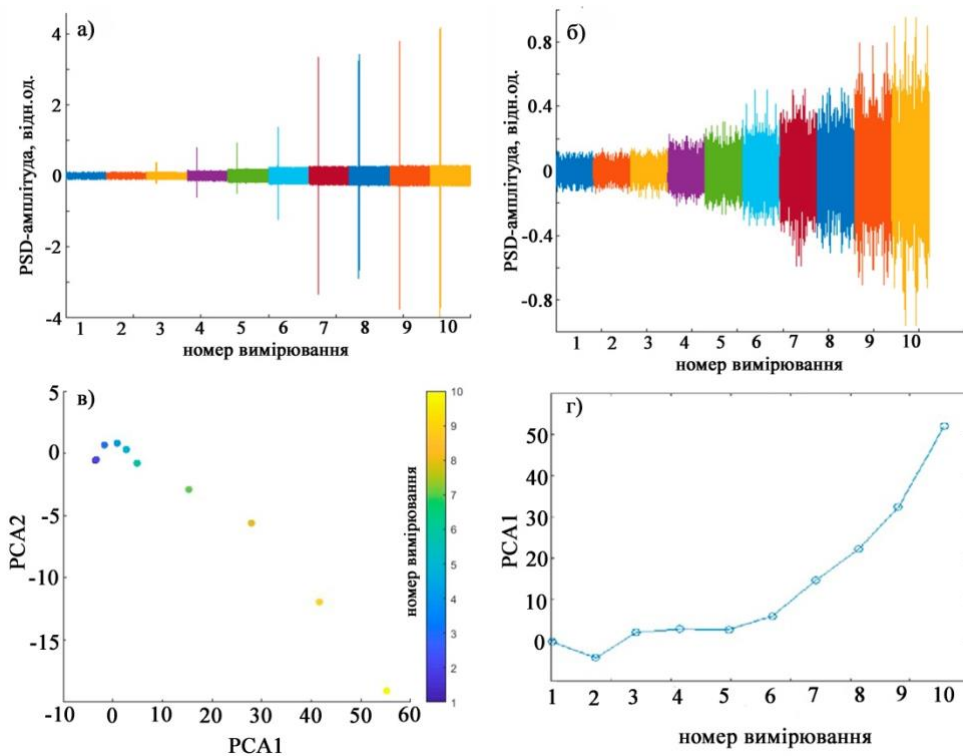 а)
PSD-амплітуда, відн.од.
4
2
0
-2
-4
1 2 3 4 5 6 7 8 9 10
номер вимірювання
б)
PSD-амплітуда, відн.од.
0.8
0.4
0
-0.4
-0.8
1 2 3 4 5 6 7 8 9 10
номер вимірювання
в)
PCA2
5
0
-5
-10
-15
-10 0 10 20 30 40 50 60
PCA1
номер вимірювання
10
9
8
7
6
5
4
3
2
1
г)
PCA1
50
40
30
20
10
0
1 2 3 4 5 6 7 8 9 10
номер вимірювання